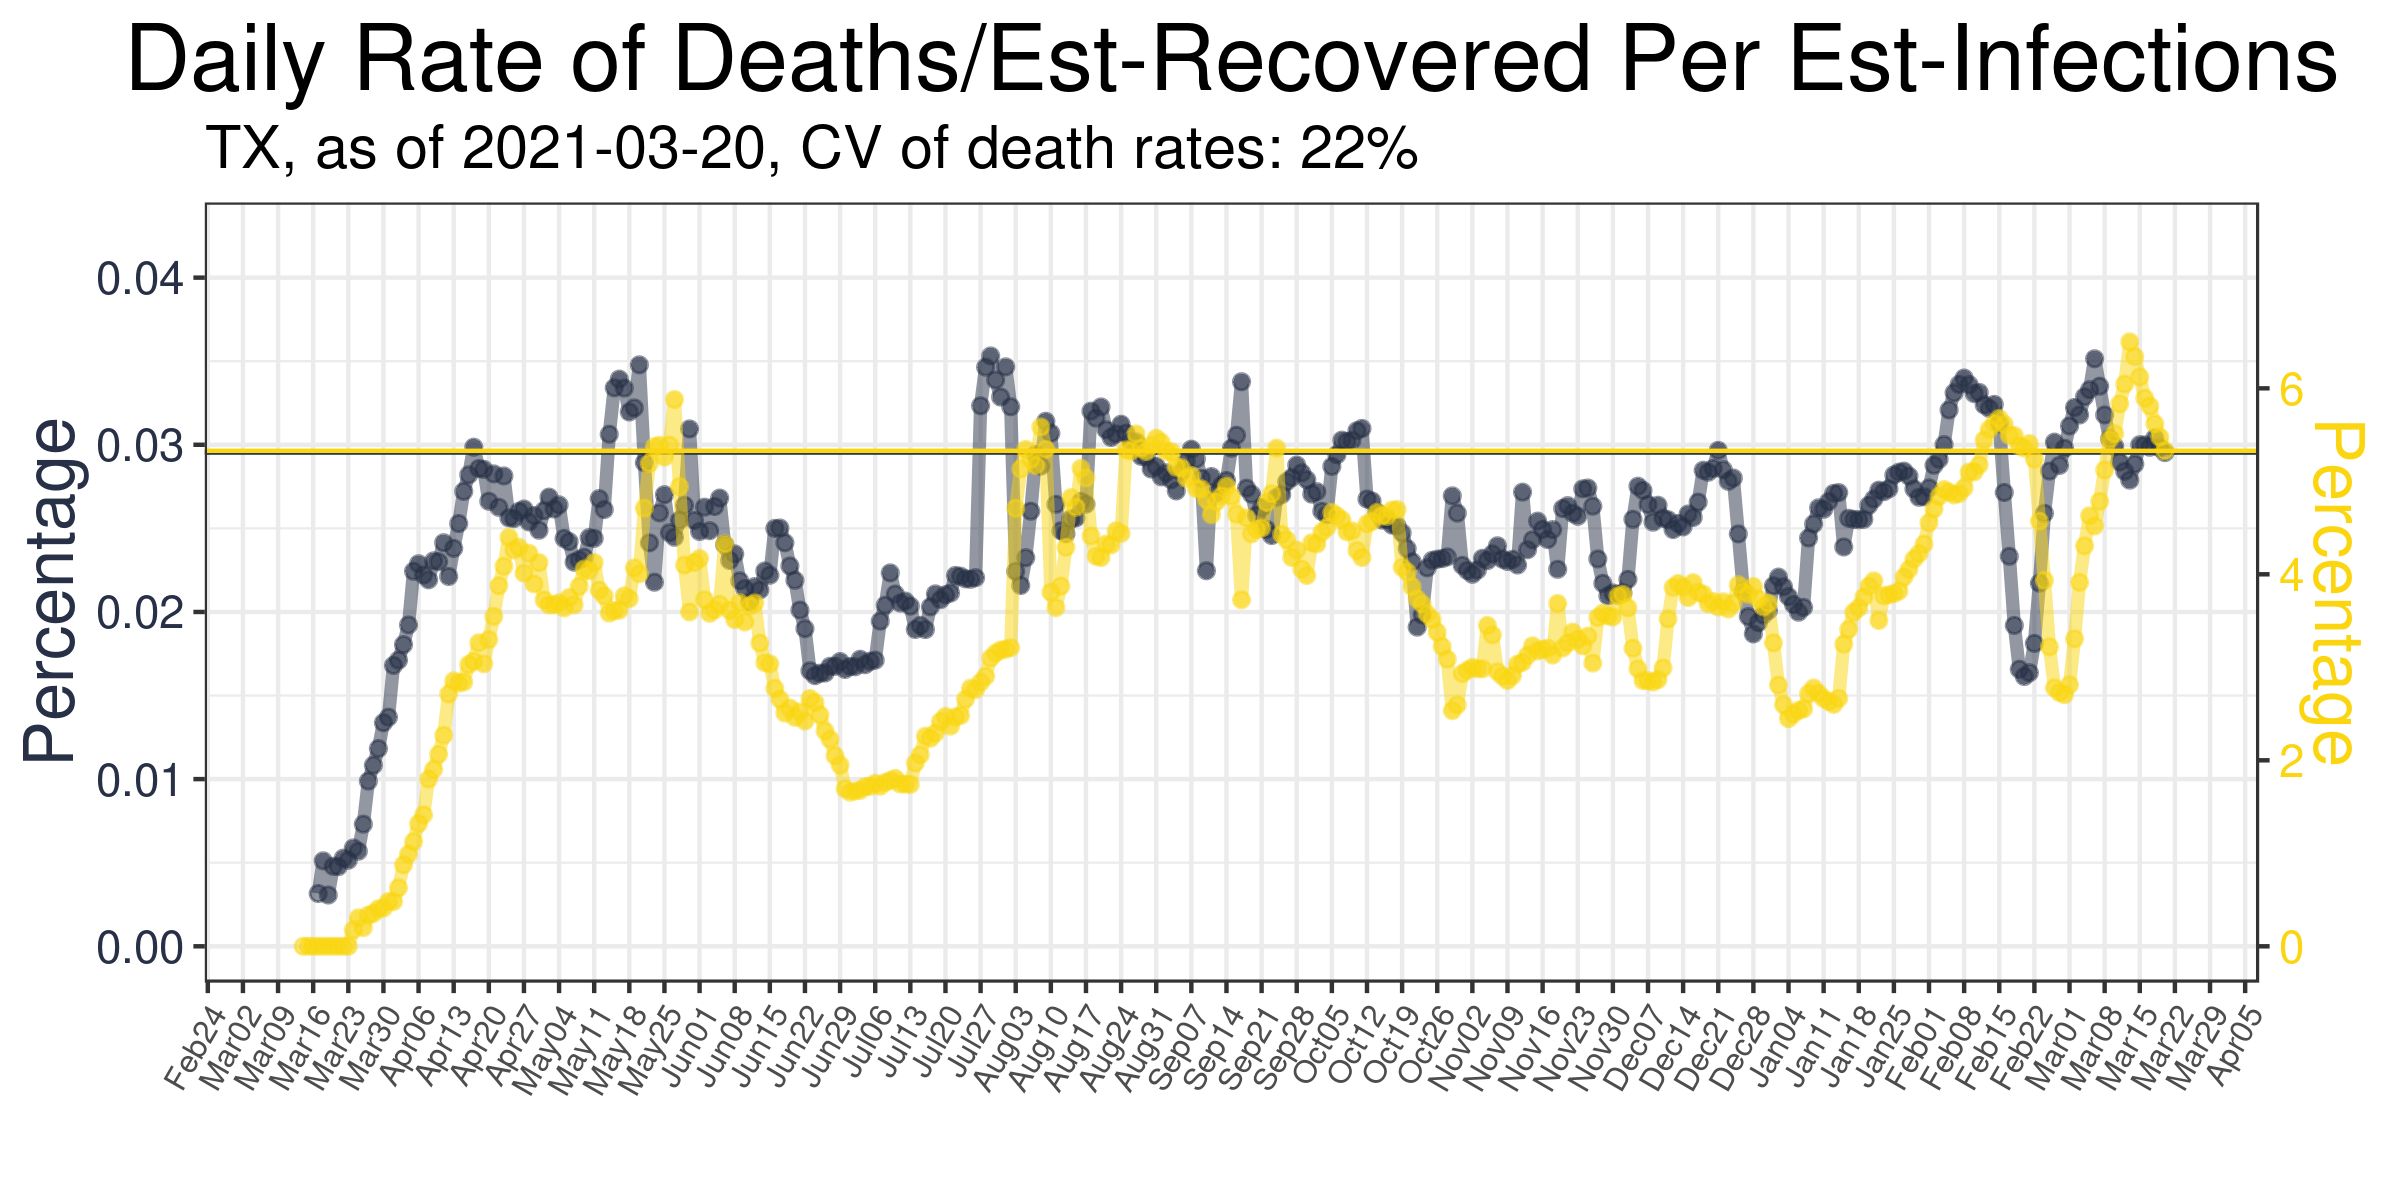 Daily Rate of Deaths/Est-Recovered Per Est-Infections
TX, as of 2021-03-20, CV of death rates: 22%
Percentage
0.04
0.03
0.02
0.01
0.00
6
4
2
0
Percentage
Feb24
Mar02
Mar09
Mar16
Mar23
Mar30
Apr06
Apr13
Apr20
Apr27
May04
May11
May18
May25
Jun01
Jun08
Jun15
Jun22
Jun29
Jul06
Jul13
Jul20
Jul27
Aug03
Aug10
Aug17
Aug24
Aug31
Sep07
Sep14
Sep21
Sep28
Oct05
Oct12
Oct19
Oct26
Nov02
Nov09
Nov16
Nov23
Nov30
Dec07
Dec14
Dec21
Dec28
Jan04
Jan11
Jan18
Jan25
Feb01
Feb08
Feb15
Feb22
Mar01
Mar08
Mar15
Mar22
Mar29
Apr05